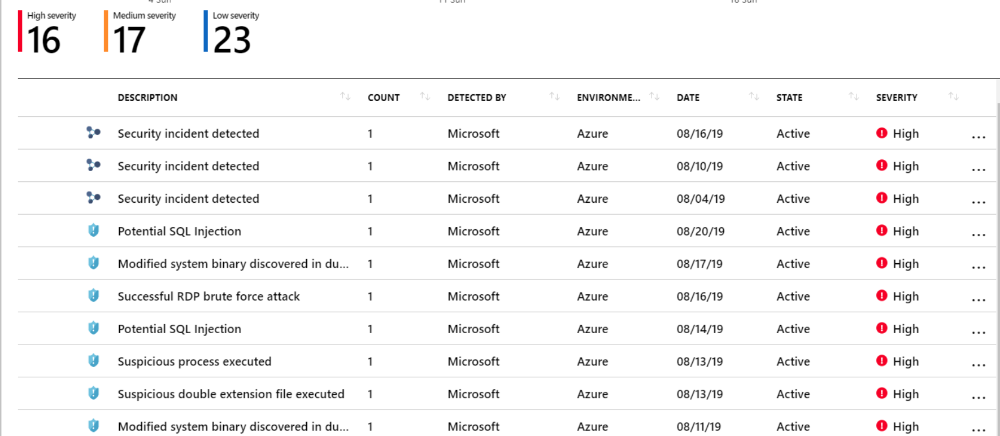 4 Sun 11 Sun 18 Sun
High severity Medium severity Low severity
16 17 23
DESCRIPTION COUNT DETECTED BY ENVIRONME... DATE STATE SEVERITY
Security incident detected 1 Microsoft Azure 08/16/19 Active High ...
Security incident detected 1 Microsoft Azure 08/10/19 Active High ...
Security incident detected 1 Microsoft Azure 08/04/19 Active High ...
Potential SQL Injection 1 Microsoft Azure 08/20/19 Active High ...
Modified system binary discovered in du... 1 Microsoft Azure 08/17/19 Active High ...
Successful RDP brute force attack 1 Microsoft Azure 08/16/19 Active High ...
Potential SQL Injection 1 Microsoft Azure 08/14/19 Active High ...
Suspicious process executed 1 Microsoft Azure 08/13/19 Active High ...
Suspicious double extension file executed 1 Microsoft Azure 08/13/19 Active High ...
Modified system binary discovered in du... 1 Microsoft Azure 08/11/19 Active High ...